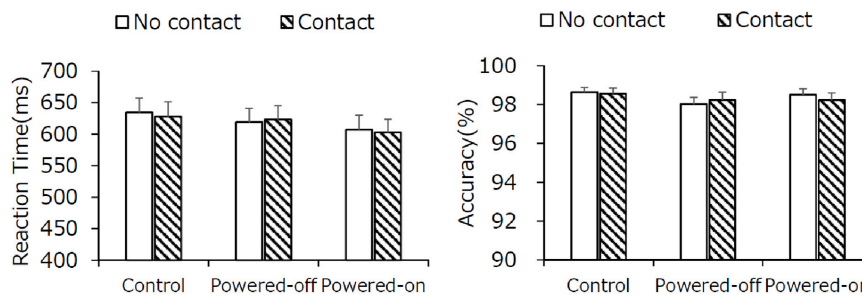 No contact Contact
Reaction Time(ms)
700
650
600
550
500
450
400
Control Powered-off Powered-on
No contact Contact
Accuracy(%)
100
98
96
94
92
90
Control Powered-off Powered-on